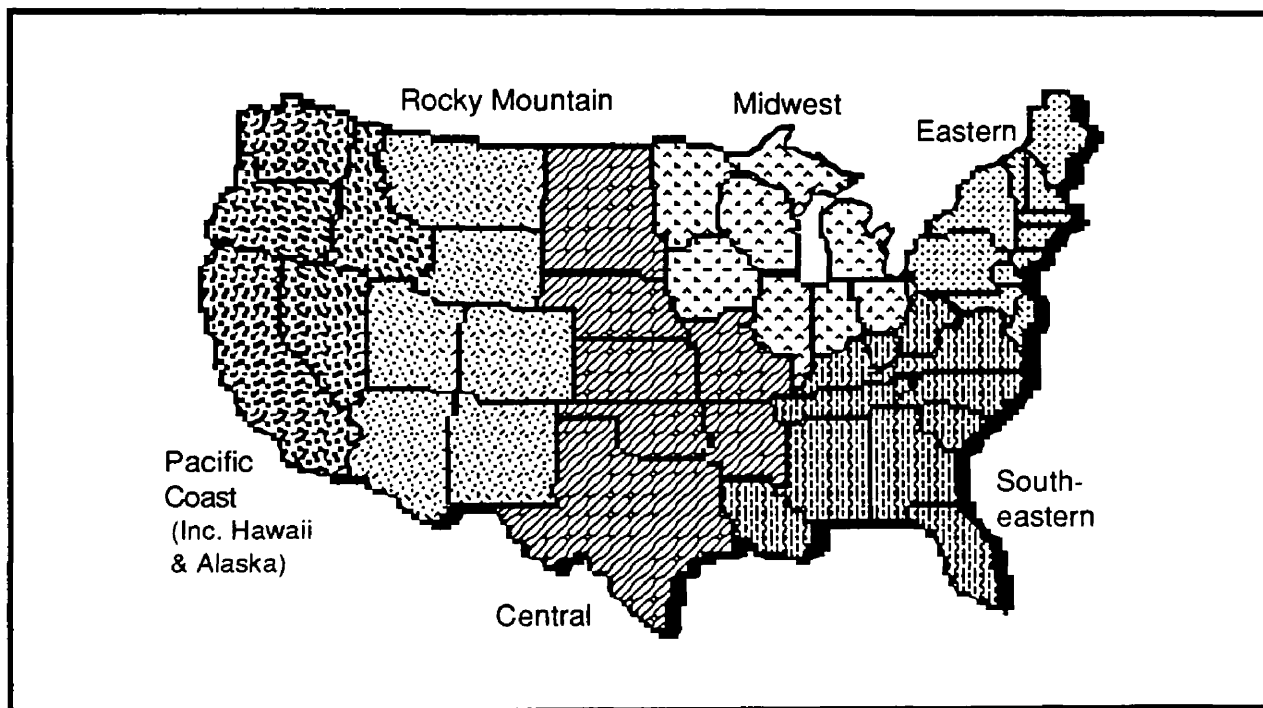 Rocky Mountain
Midwest
Eastern
Pacific
Coast
(Inc. Hawaii
& Alaska)
South-
eastern
Central